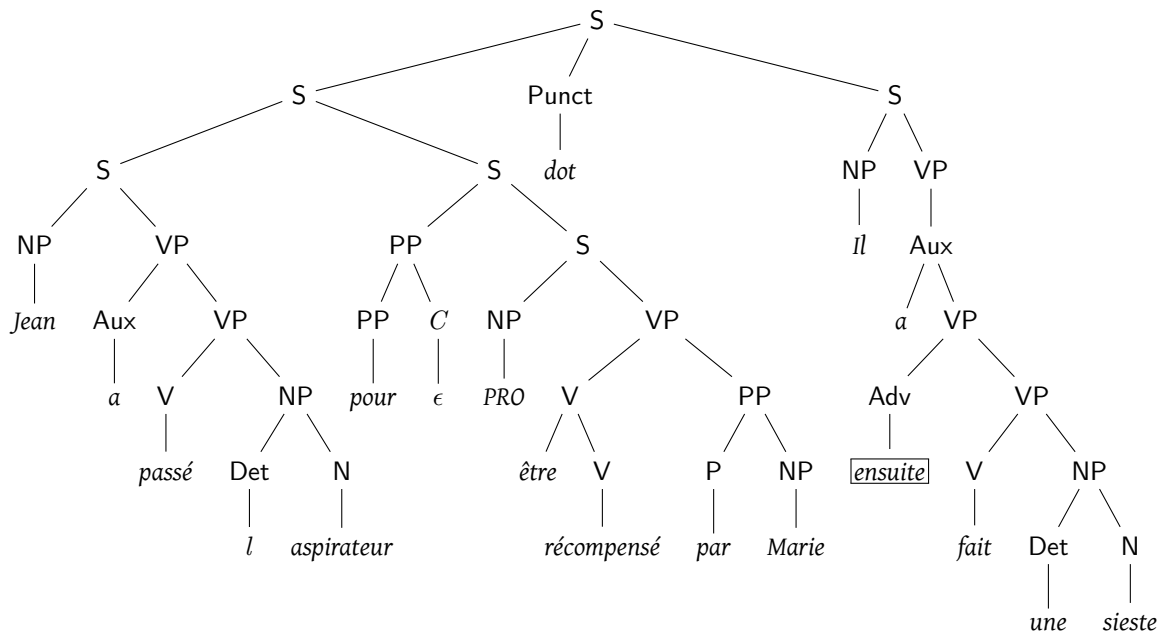 S
S Punct S
S S dot NP VP
NP VP PP S Il Aux
Jean Aux VP PP C NP VP a VP
a V NP pour ϵ PRO V PP Adv VP
passé Det N être V P NP ensuite V NP
l aspirateur récompensé par Marie fait Det N
une sieste